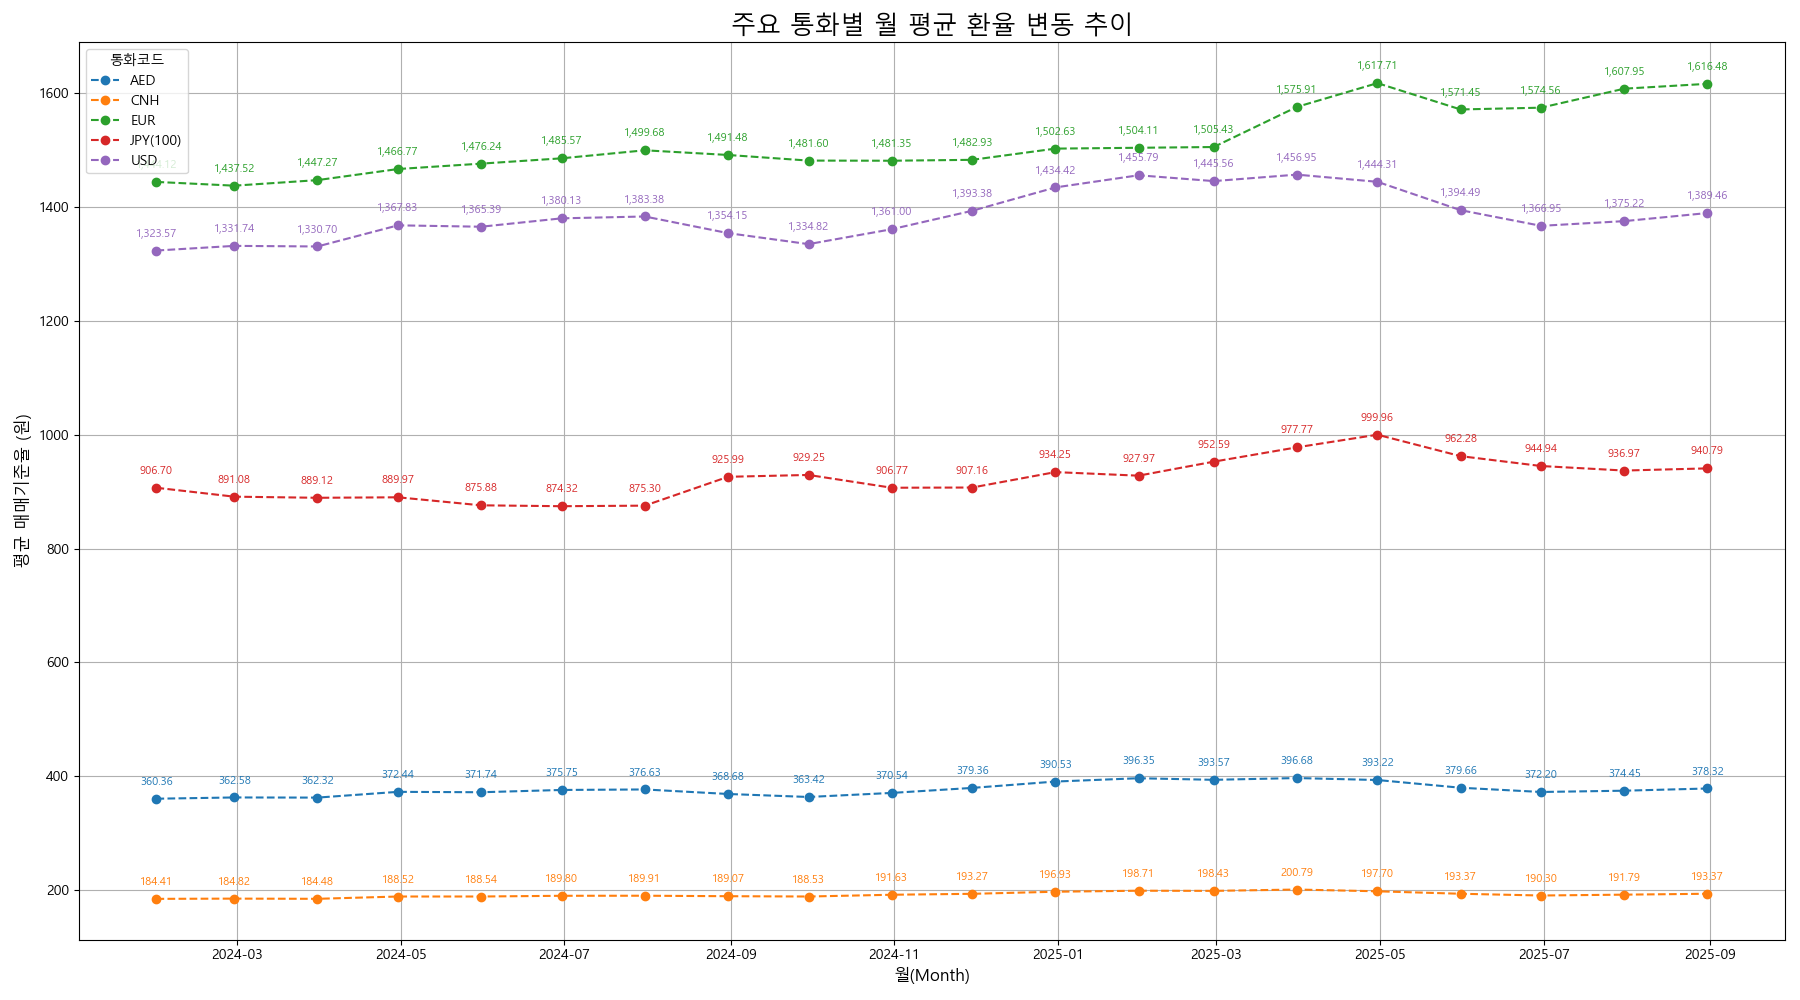 주요 통화별 월 평균 환율 변동 추이
통화코드
AED
CNH
EUR
JPY(100)
USD
평균 매매기준율 (원)
1600
1400
1200
1000
800
600
400
200
1,437.52 1,447.27 1,466.77 1,476.24 1,485.57 1,499.68 1,491.48 1,481.60 1,481.35 1,482.93 1,502.63 1,504.11 1,505.43 1,575.91 1,617.71 1,571.45 1,574.56 1,607.95 1,616.48
1,323.57 1,331.74 1,330.70 1,367.83 1,365.39 1,380.13 1,383.38 1,354.15 1,334.82 1,361.00 1,393.38 1,434.42 1,455.79 1,445.56 1,456.95 1,444.31 1,394.49 1,366.95 1,375.22 1,389.46
906.70 891.08 889.12 889.97 875.88 874.32 875.30 925.99 929.25 906.77 907.16 934.25 927.97 952.59 977.77 999.96 962.28 944.94 936.97 940.79
360.36 362.58 362.32 372.44 371.74 375.75 376.63 368.68 363.42 370.54 379.36 390.53 396.35 393.57 396.68 393.22 379.66 372.20 374.45 378.32
184.41 184.82 184.48 188.52 188.54 189.80 189.91 189.07 188.53 191.63 193.27 196.93 198.71 198.43 200.79 197.70 193.37 190.30 191.79 193.37
2024-03 2024-05 2024-07 2024-09 2024-11 2025-01 2025-03 2025-05 2025-07 2025-09
월(Month)